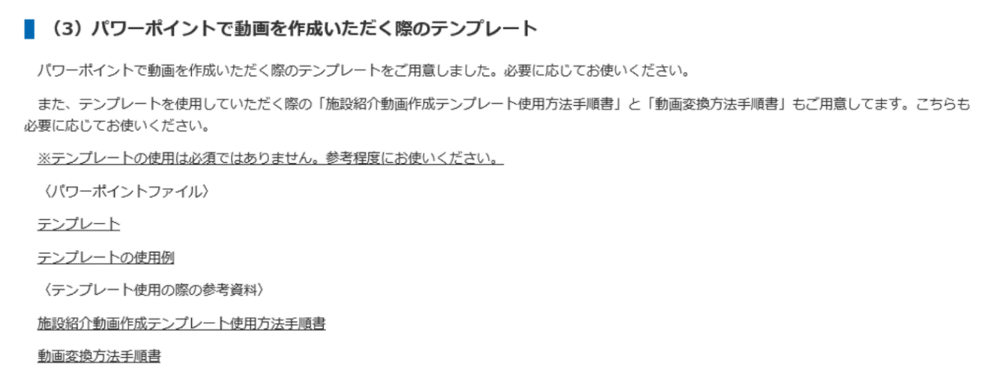 （3）パワーポイントで動画を作成いただく際のテンプレート
パワーポイントで動画を作成いただく際のテンプレートをご用意しました。必要に応じてお使いください。
また、テンプレートを使用していただく際の「施設紹介動画作成テンプレート使用方法手順書」と「動画変換方法手順書」もご用意してます。こちらも
必要に応じてお使いください。
※テンプレートの使用は必須ではありません。参考程度にお使いください。
〈パワーポイントファイル〉
テンプレート
テンプレートの使用例
〈テンプレート使用の際の参考資料〉
施設紹介動画作成テンプレート使用方法手順書
動画変換方法手順書